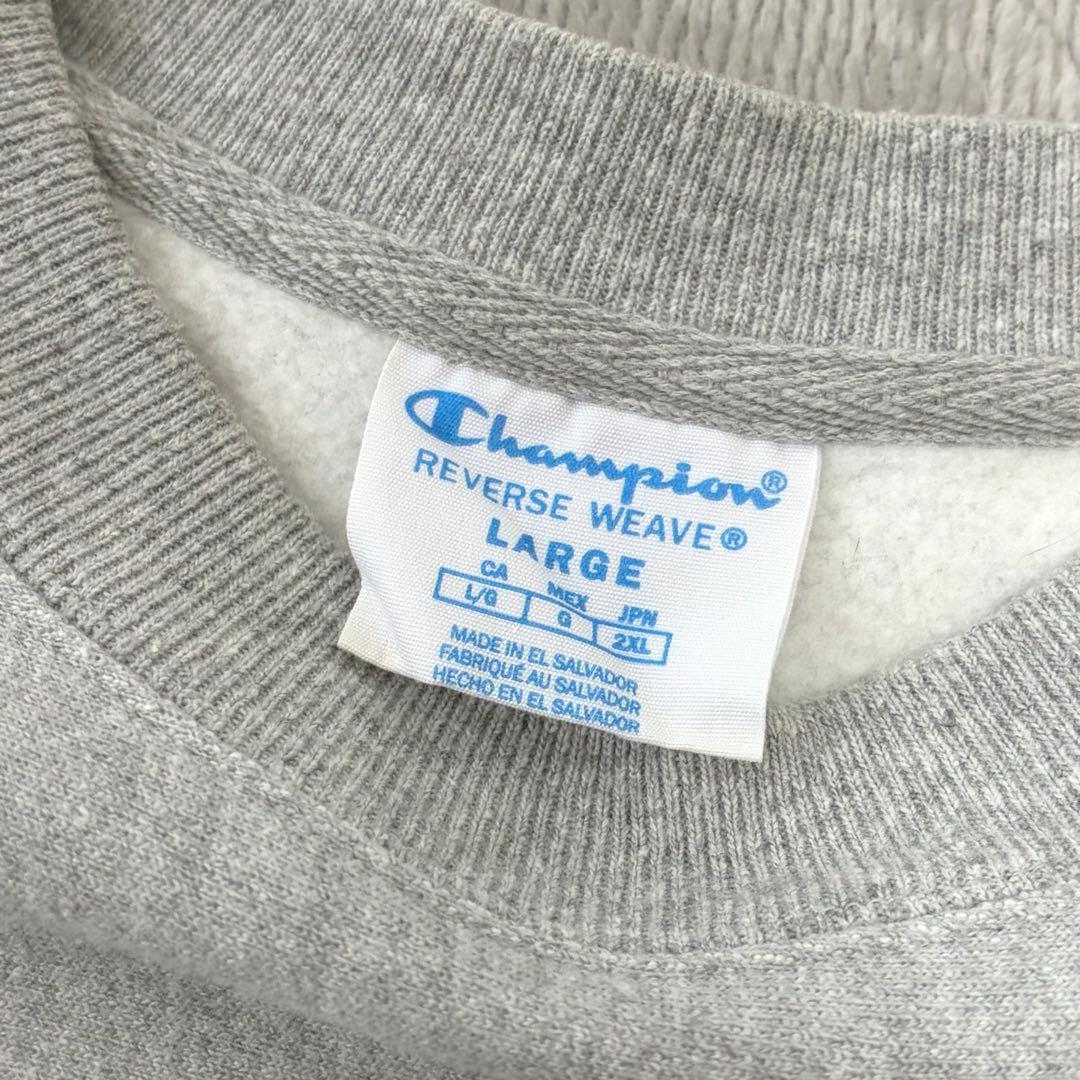 Champion®
REVERSE WEAVE®
LARGE
CA MEX JPN
L/G G 2XL
MADE IN EL SALVADOR
FABRIQUÉ AU SALVADOR
HECHO EN EL SALVADOR